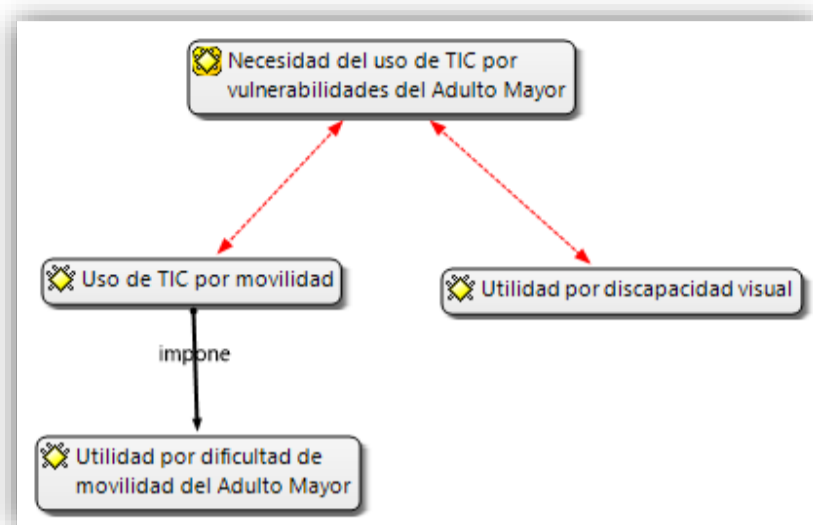 Necesidad del uso de TIC por
vulnerabilidades del Adulto Mayor
Uso de TIC por movilidad
Utilidad por discapacidad visual
impone
Utilidad por dificultad de
movilidad del Adulto Mayor